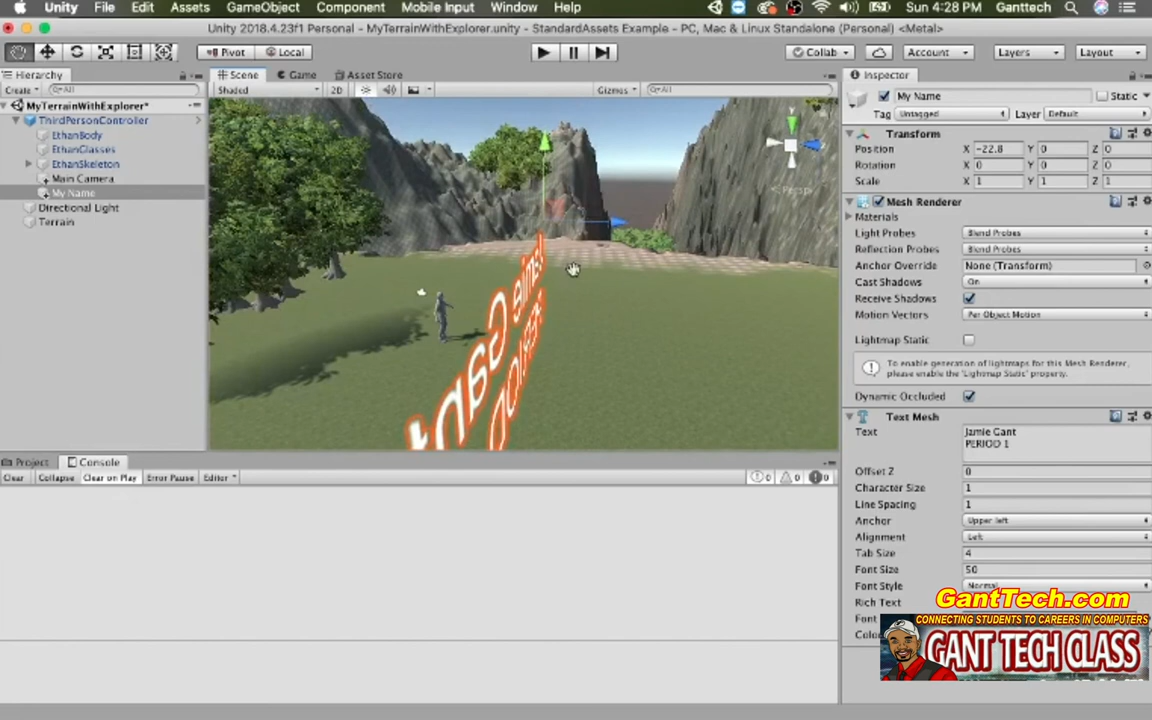 Unity File Edit Assets GameObject Component Mobile Input Window Help Sun 4:28 PM Ganttech
Unity 2018.4.23f1 Personal - MyTerrainWithExplorer.unity - StandardAssets Example - PC, Mac & Linux Standalone (Personal) <Metal>
Pivot Local Collab Account Layers Layout
Hierarchy Scene Game Asset Store Inspector
Create All Shaded 2D Gizmos All
MyTerrainWithExplorer*
ThirdPersonController
EthanBody
EthanGlasses
EthanSkeleton
Main Camera
My Name
Directional Light
Terrain
y
Persp
Jamie Gant
PERIOD
My Name Static
Tag Untagged Layer Default
Transform
Position X -22.8 Y 0 Z 0
Rotation X 0 Y 0 Z 0
Scale X 1 Y 1 Z 1
Mesh Renderer
Materials
Light Probes Blend Probes
Reflection Probes Blend Probes
Anchor Override None (Transform)
Cast Shadows On
Receive Shadows
Motion Vectors Per Object Motion
Lightmap Static
To enable generation of lightmaps for this Mesh Renderer, please enable the 'Lightmap Static' property.
Dynamic Occluded
Text Mesh
Text Jamie Gant
PERIOD 1
Offset Z 0
Character Size 1
Line Spacing 1
Anchor Upper left
Alignment Left
Tab Size 4
Font Size 50
Font Style Normal
Rich Text
Font
Project Console
Clear Collapse Clear on Play Error Pause Editor 0 0 0
GanttTech.com
CONNECTING STUDENTS TO CAREERS IN COMPUTERS
GANT TECH CLASS